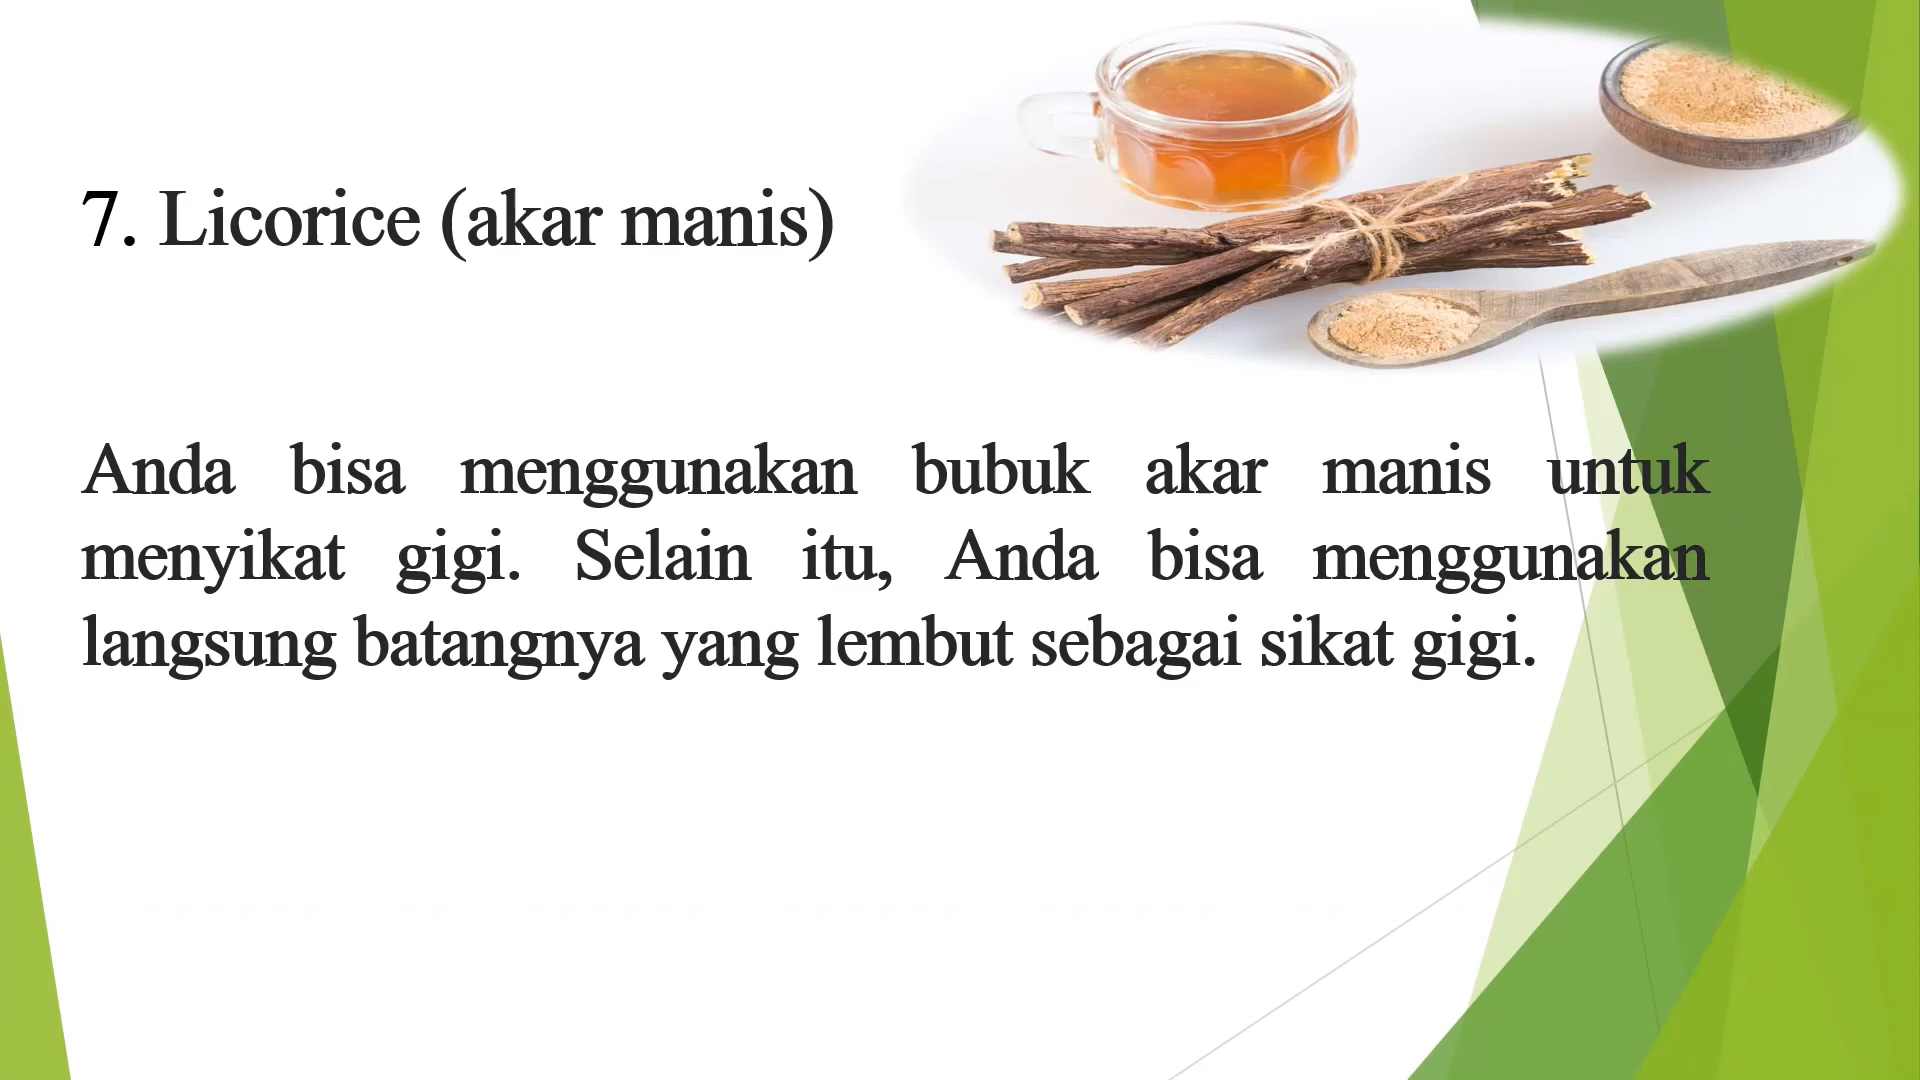 7. Licorice (akar manis)
Anda bisa menggunakan bubuk akar manis untuk
menyikat gigi. Selain itu, Anda bisa menggunakan
langsung batangnya yang lembut sebagai sikat gigi.